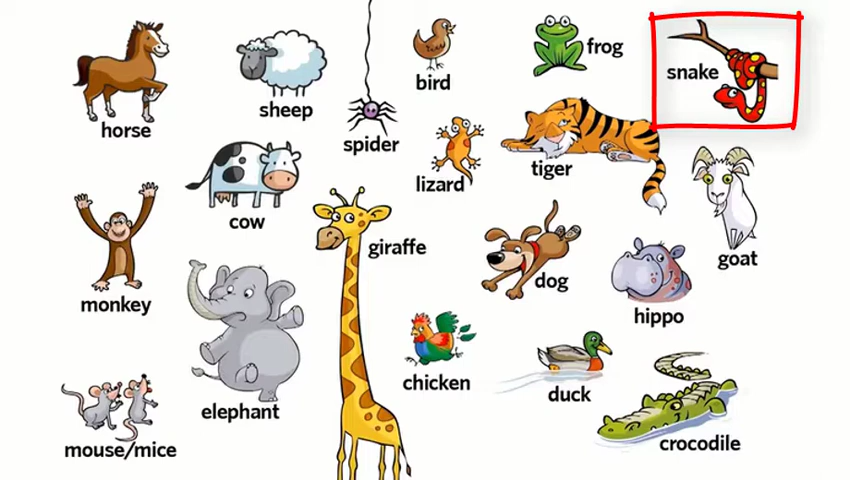 frog
snake
bird
sheep
horse
spider
tiger
lizard
cow
giraffe
goat
dog
monkey
hippo
chicken
duck
elephant
crocodile
mouse/mice